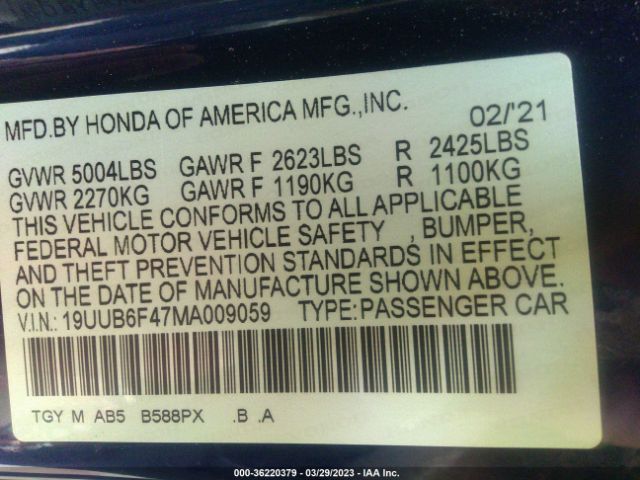 MFD.BY HONDA OF AMERICA MFG.,INC. 02/'21
GVWR 5004LBS GAWR F 2623LBS R 2425LBS
GVWR 2270KG GAWR F 1190KG R 1100KG
THIS VEHICLE CONFORMS TO ALL APPLICABLE
FEDERAL MOTOR VEHICLE SAFETY , BUMPER,
AND THEFT PREVENTION STANDARDS IN EFFECT
ON THE DATE OF MANUFACTURE SHOWN ABOVE.
V.I.N.: 19UUB6F47MA009059 TYPE:PASSENGER CAR
TGY M AB5 B588PX .B .A
000-36220379 - 03/29/2023 - IAA Inc.